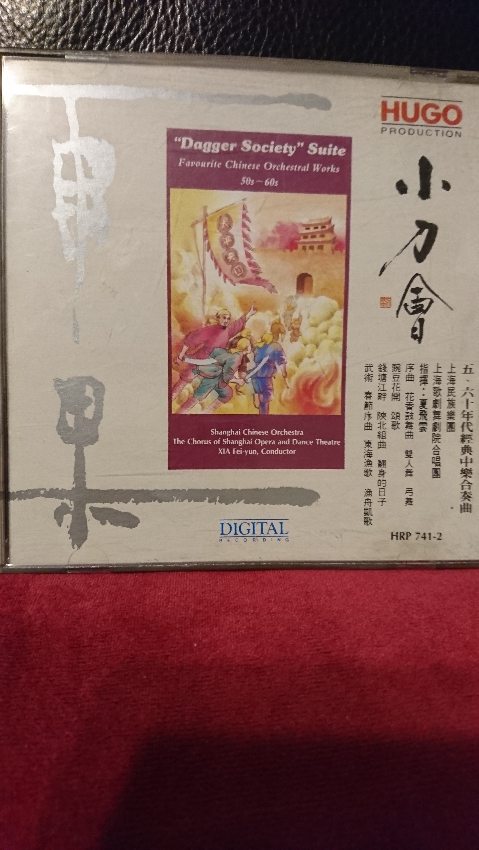 HUGO
PRODUCTION
小刀會
"Dagger Society" Suite
Favourite Chinese Orchestral Works
50s～60s
五．六十年代經典中樂合奏曲
上海民族樂團
上海歌劇舞劇院合唱團
指揮：夏飛雲
序曲 花香鼓舞曲 雙人舞 弓舞
豌豆花開 頌歌
錢塘江畔 陝北組曲 翻身的日子
武術 春節序曲 東海漁歌 漁舟凱歌
Shanghai Chinese Orchestra
The Chorus of Shanghai Opera and Dance Theatre
XIA Fei-yun, Conductor
DIGITAL
RECORDING
HRP 741-2